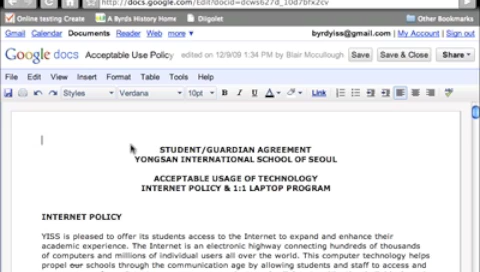 docs.google.com/Edit?docid=dcws627d_10d7bfx2cv
Online testing Create A Byrds History Home Diigolet Other Bookmarks
Gmail Calendar Documents Reader Web more ▼ byrdyiss@gmail.com | My Account | Sign out
Google docs Acceptable Use Policy edited on 12/9/09 1:34 PM by Blair Mccullough Save Save & Close Share
File Edit View Insert Format Table Tools Help
Styles Verdana 10pt B I U A Link
STUDENT/GUARDIAN AGREEMENT
YONGSAN INTERNATIONAL SCHOOL OF SEOUL
ACCEPTABLE USAGE OF TECHNOLOGY
INTERNET POLICY & 1:1 LAPTOP PROGRAM
INTERNET POLICY
YISS is pleased to offer its students access to the Internet to expand and enhance their
academic experience. The Internet is an electronic highway connecting hundreds of thousands
of computers and millions of individual users all over the world. This computer technology helps
propel our schools through the communication age by allowing students and staff to access and